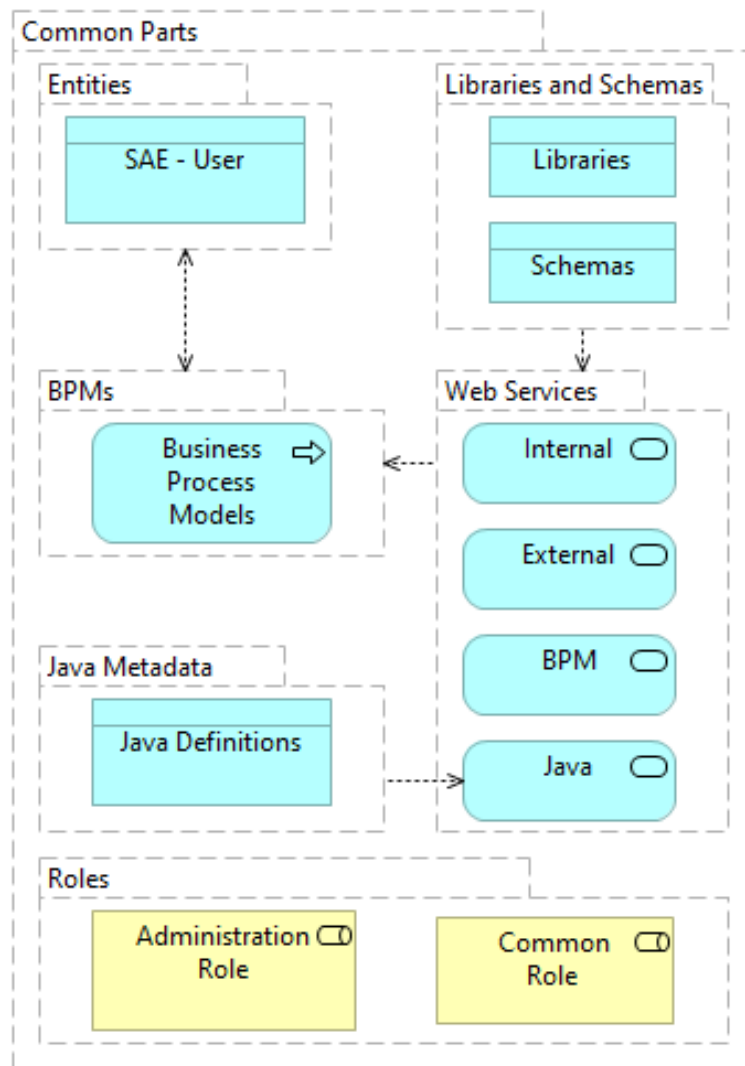 Common Parts
Entities
SAE - User
Libraries and Schemas
Libraries
Schemas
BPMs
Business
Process
Models
Web Services
Internal
External
BPM
Java
Java Metadata
Java Definitions
Roles
Administration
Role
Common
Role